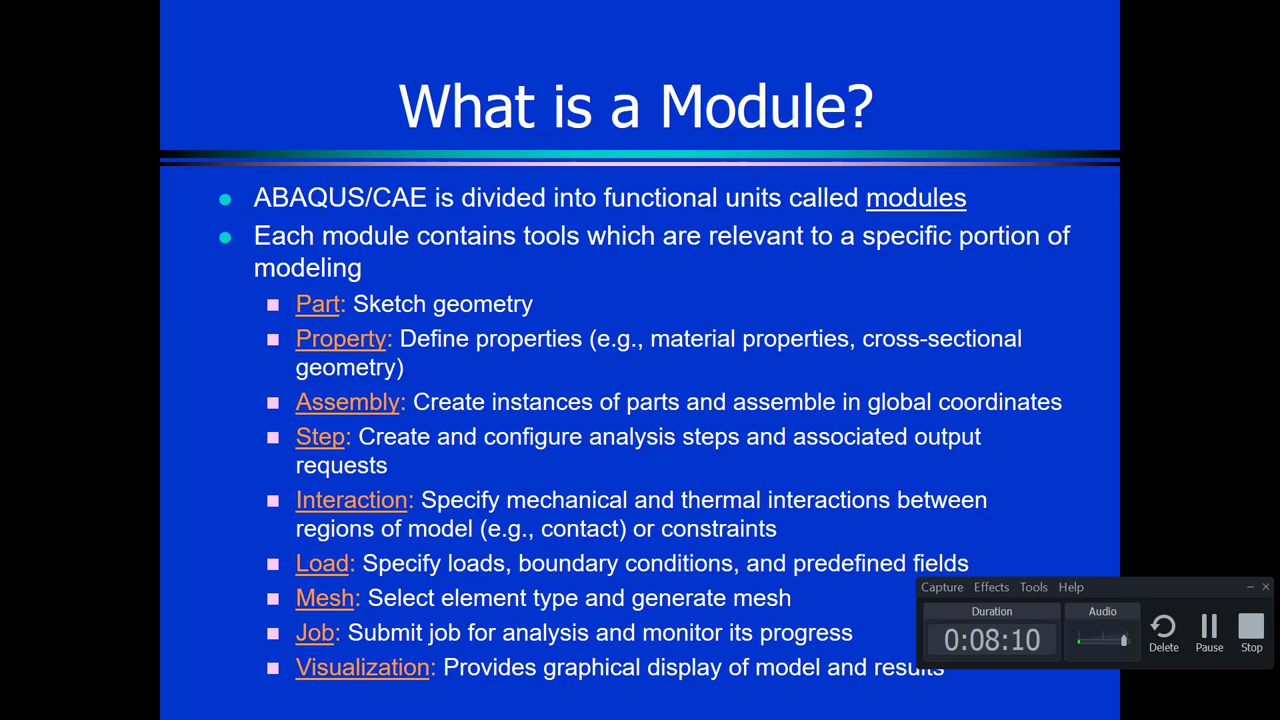 What is a Module?
ABAQUS/CAE is divided into functional units called modules
Each module contains tools which are relevant to a specific portion of
modeling
Part: Sketch geometry
Property: Define properties (e.g., material properties, cross-sectional
geometry)
Assembly: Create instances of parts and assemble in global coordinates
Step: Create and configure analysis steps and associated output
requests
Interaction: Specify mechanical and thermal interactions between
regions of model (e.g., contact) or constraints
Load: Specify loads, boundary conditions, and predefined fields
Mesh: Select element type and generate mesh
Job: Submit job for analysis and monitor its progress
Visualization: Provides graphical display of model and results
Capture Effects Tools Help
Duration
Audio
0:08:10
Delete
Pause
Stop